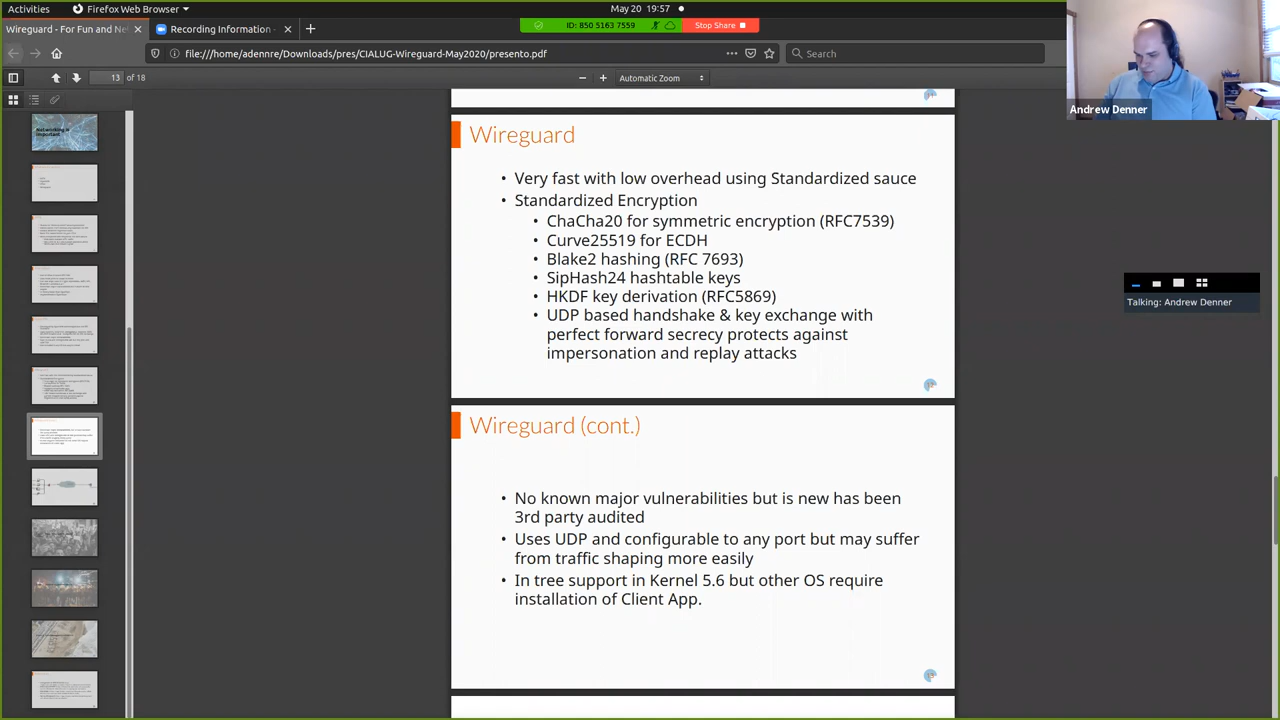 Activities
Firefox Web Browser
May 20 19:57
Wireguard - For Fun and Ne
Recording Information -
ID: 850 5163 7559
Stop Share
file:///home/adennre/Downloads/pres/CIALUG-Wireguard-May2020/presento.pdf
Search
13 of 18
Automatic Zoom
Andrew Denner
Networking is
important
Wireguard
• Very fast with low overhead using Standardized sauce
• Standardized Encryption
• ChaCha20 for symmetric encryption (RFC7539)
• Curve25519 for ECDH
• Blake2 hashing (RFC 7693)
• SipHash24 hashtable keys
• HKDF key derivation (RFC5869)
• UDP based handshake & key exchange with
perfect forward secrecy protects against
impersonation and replay attacks
Talking: Andrew Denner
Wireguard (cont.)
• No known major vulnerabilities but is new has been
3rd party audited
• Uses UDP and configurable to any port but may suffer
from traffic shaping more easily
• In tree support in Kernel 5.6 but other OS require
installation of Client App.